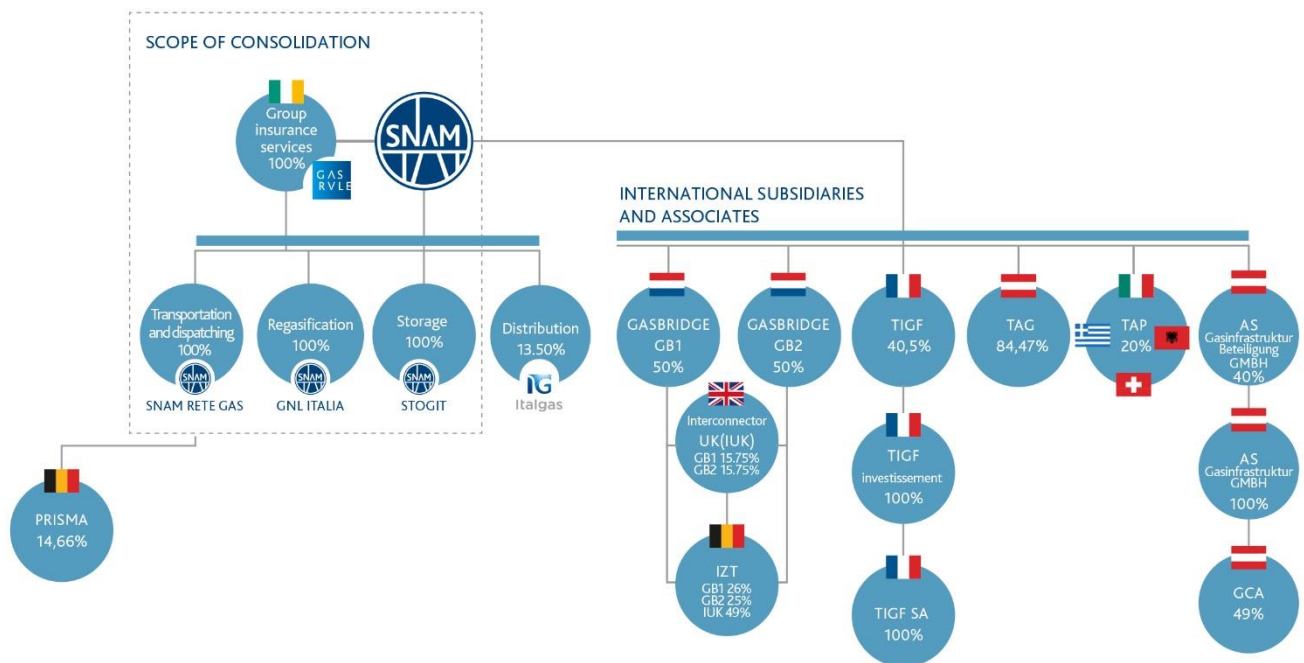 SCOPE OF CONSOLIDATION
Group
insurance
services
100%
GAS
RVLE
SNAM
INTERNATIONAL SUBSIDIARIES
AND ASSOCIATES
Transportation
and dispatching
100%
SNAM
SNAM RETE GAS
Regasification
100%
SNAM
GNL ITALIA
Storage
100%
SNAM
STOGIT
Distribution
13.50%
IG
Italgas
GASBRIDGE
GB1
50%
GASBRIDGE
GB2
50%
TIGF
40,5%
TAG
84,47%
TAP
20%
AS
Gasinfrastruktur
Beteiligung
GMBH
40%
Interconnector
UK(IUK)
GB1 15.75%
GB2 15.75%
TIGF
investissement
100%
AS
Gasinfrastruktur
GMBH
100%
PRISMA
14,66%
IZT
GB1 26%
GB2 25%
IUK 49%
TIGF SA
100%
GCA
49%